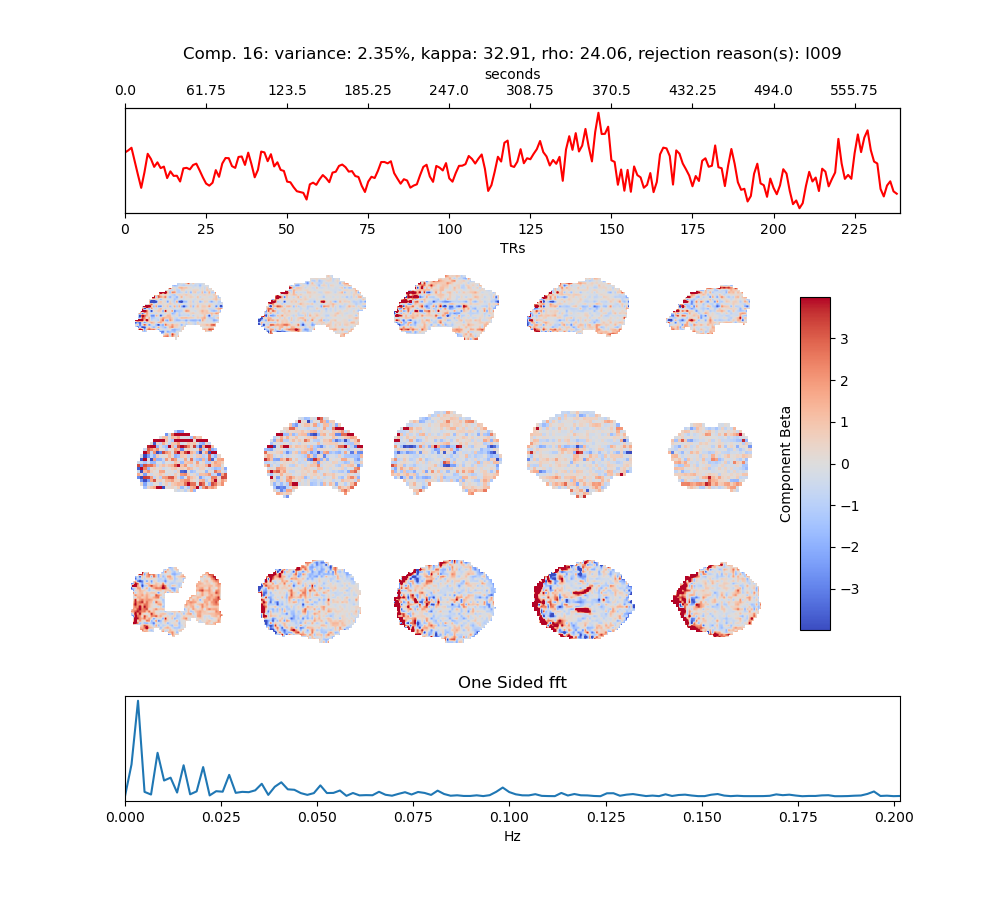 Comp. 16: variance: 2.35%, kappa: 32.91, rho: 24.06, rejection reason(s): I009
seconds
0.0 61.75 123.5 185.25 247.0 308.75 370.5 432.25 494.0 555.75
0 25 50 75 100 125 150 175 200 225
TRs
3
2
1
0
−1
−2
−3
Component Beta
One Sided fft
0.000 0.025 0.050 0.075 0.100 0.125 0.150 0.175 0.200
Hz